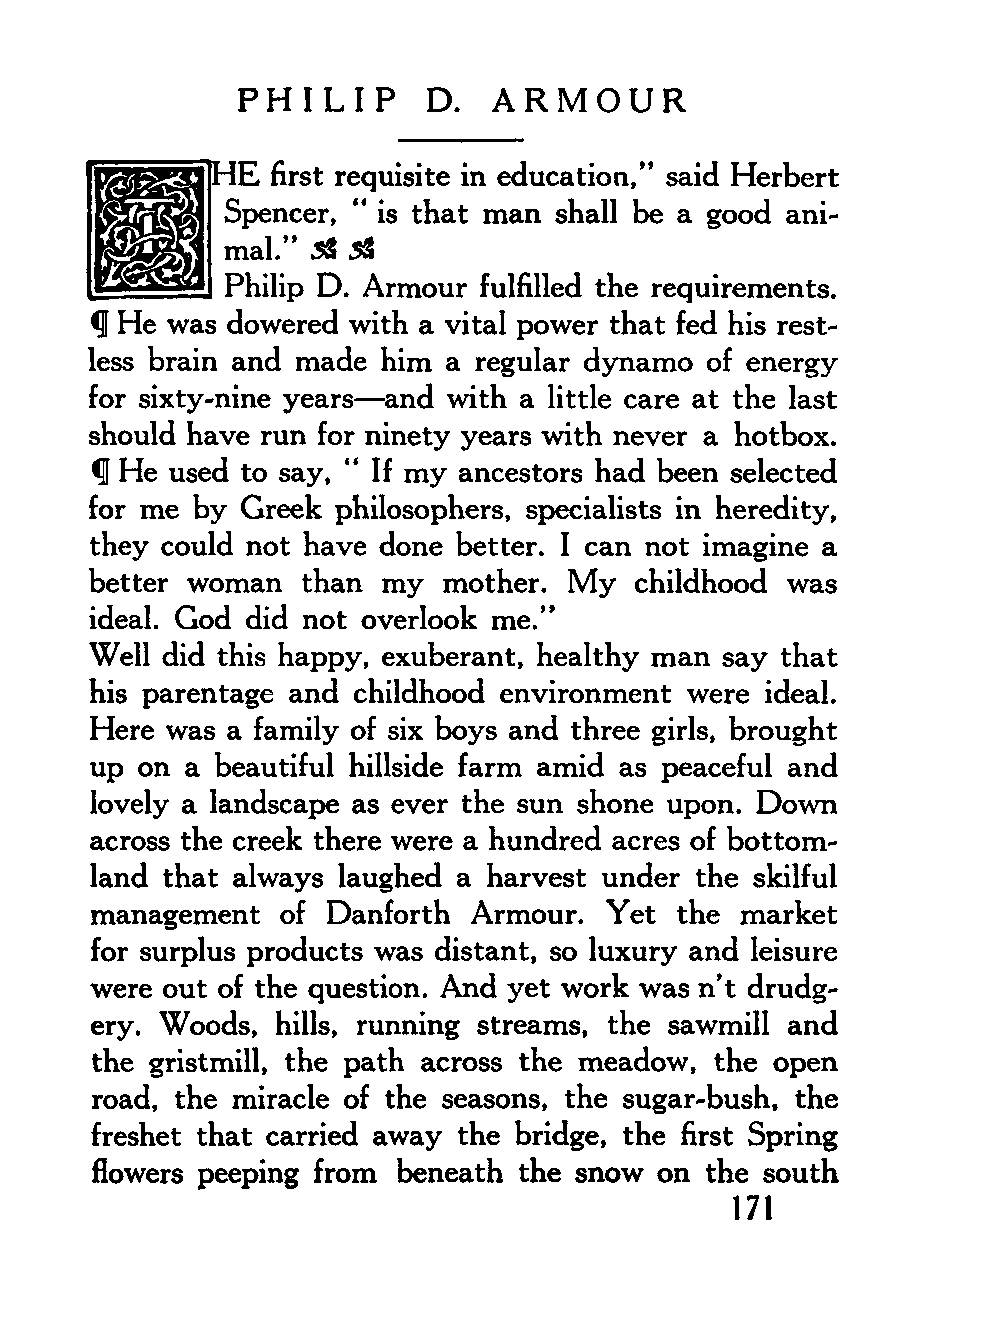 PHILIP D. ARMOUR
THE first requisite in education," said Herbert
Spencer, " is that man shall be a good ani-
mal."
Philip D. Armour fulfilled the requirements.
¶ He was dowered with a vital power that fed his rest-
less brain and made him a regular dynamo of energy
for sixty-nine years—and with a little care at the last
should have run for ninety years with never a hotbox.
¶ He used to say, " If my ancestors had been selected
for me by Greek philosophers, specialists in heredity,
they could not have done better. I can not imagine a
better woman than my mother. My childhood was
ideal. God did not overlook me."
Well did this happy, exuberant, healthy man say that
his parentage and childhood environment were ideal.
Here was a family of six boys and three girls, brought
up on a beautiful hillside farm amid as peaceful and
lovely a landscape as ever the sun shone upon. Down
across the creek there were a hundred acres of bottom-
land that always laughed a harvest under the skilful
management of Danforth Armour. Yet the market
for surplus products was distant, so luxury and leisure
were out of the question. And yet work was n't drudg-
ery. Woods, hills, running streams, the sawmill and
the gristmill, the path across the meadow, the open
road, the miracle of the seasons, the sugar-bush, the
freshet that carried away the bridge, the first Spring
flowers peeping from beneath the snow on the south
171